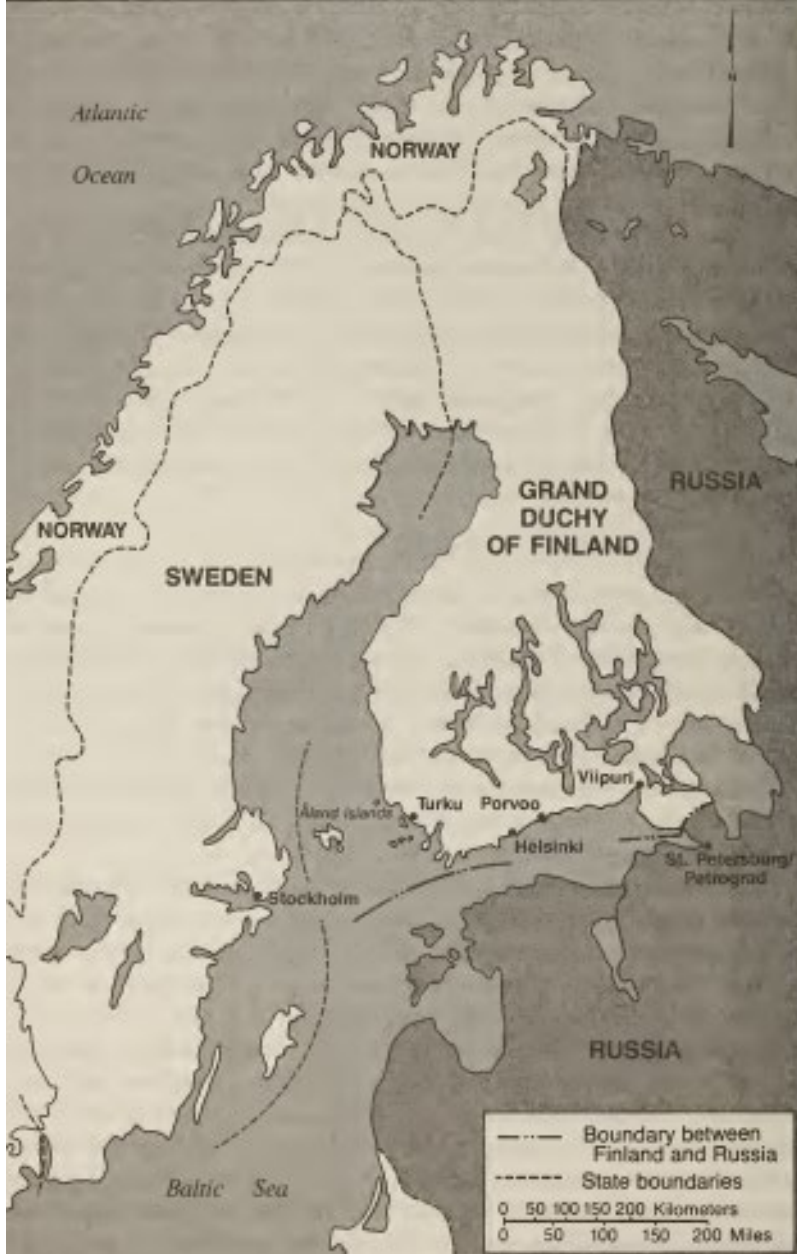 Atlantic
Ocean
N
NORWAY
NORWAY
SWEDEN
GRAND
DUCHY
OF FINLAND
RUSSIA
Viipuri
Åland Islands
Turku
Porvoo
Helsinki
St. Petersburg/
Petrograd
Stockholm
RUSSIA
Baltic Sea
Boundary between
Finland and Russia
State boundaries
0 50 100 150 200 Kilometers
0 50 100 150 200 Miles